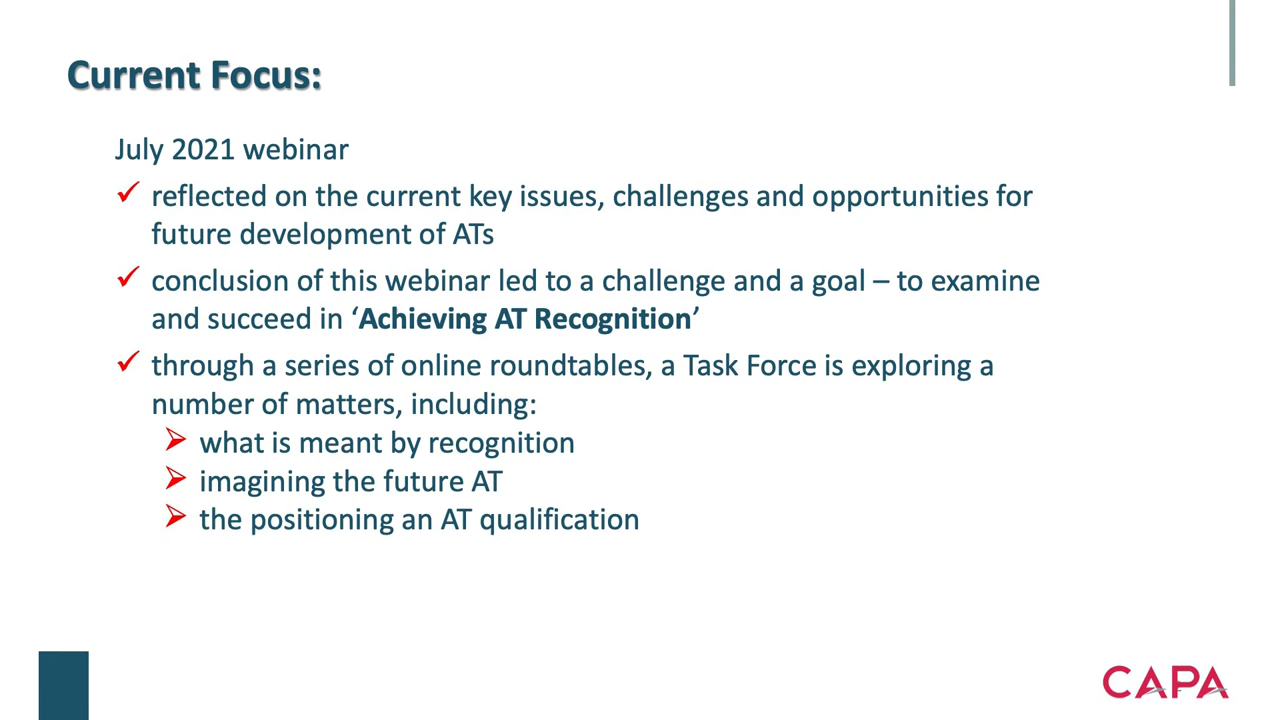 Current Focus:
July 2021 webinar
reflected on the current key issues, challenges and opportunities for
future development of ATs
conclusion of this webinar led to a challenge and a goal – to examine
and succeed in ‘Achieving AT Recognition’
through a series of online roundtables, a Task Force is exploring a
number of matters, including:
what is meant by recognition
imagining the future AT
the positioning an AT qualification
CAPA